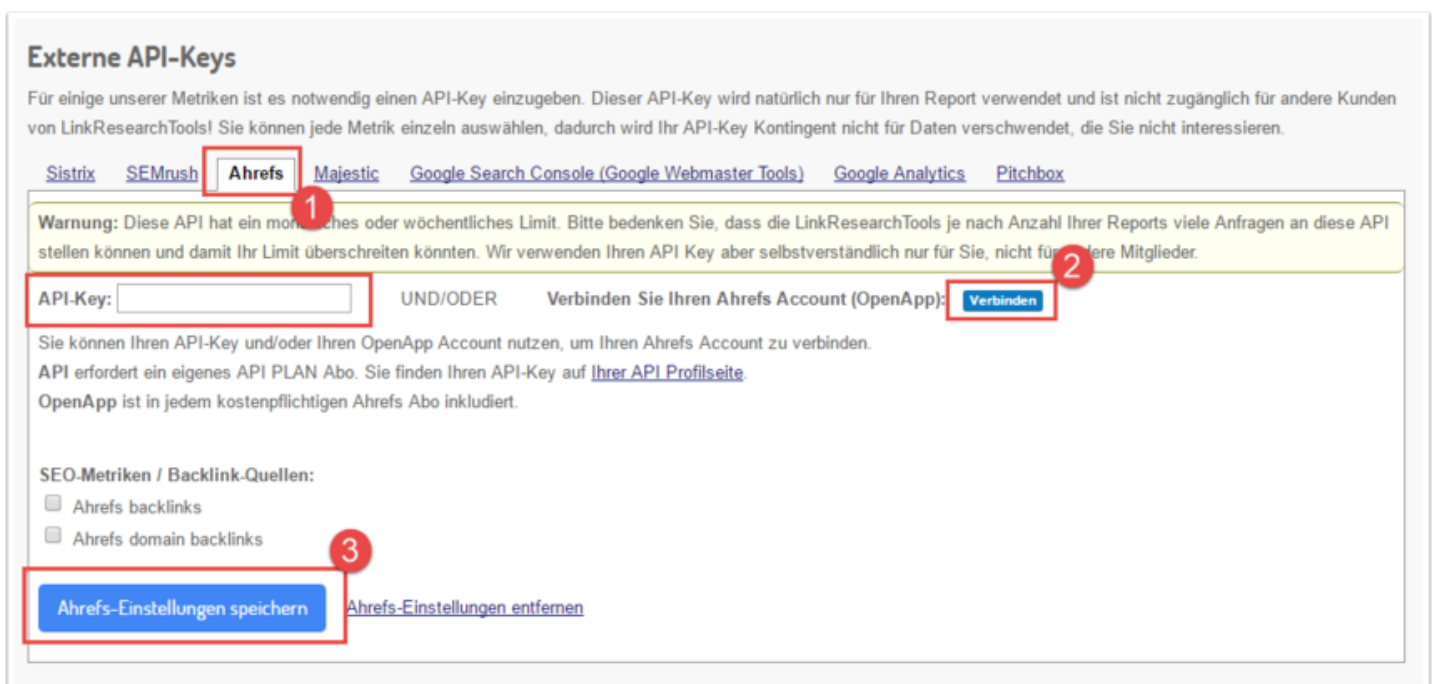 Externe API-Keys
Für einige unserer Metriken ist es notwendig einen API-Key einzugeben. Dieser API-Key wird natürlich nur für Ihren Report verwendet und ist nicht zugänglich für andere Kunden
von LinkResearchTools! Sie können jede Metrik einzeln auswählen, dadurch wird Ihr API-Key Kontingent nicht für Daten verschwendet, die Sie nicht interessieren.
Sistrix SEMrush Ahrefs Majestic Google Search Console (Google Webmaster Tools) Google Analytics Pitchbox
1
Warnung: Diese API hat ein oder wöchentliches Limit. Bitte bedenken Sie, dass die LinkResearchTools je nach Anzahl Ihrer Reports viele Anfragen an diese API
stellen können und damit Ihr Limit überschreiten könnten. Wir verwenden Ihren API Key aber selbstverständlich nur für Sie, nicht für Mitglieder.
2
API-Key: UND/ODER Verbinden Sie Ihren Ahrefs Account (OpenApp): Verbinden
Sie können Ihren API-Key und/oder Ihren OpenApp Account nutzen, um Ihren Ahrefs Account zu verbinden.
API erfordert ein eigenes API PLAN Abo. Sie finden Ihren API-Key auf Ihrer API Profilseite.
OpenApp ist in jedem kostenpflichtigen Ahrefs Abo inkludiert.
SEO-Metriken / Backlink-Quellen:
Ahrefs backlinks
Ahrefs domain backlinks
3
Ahrefs-Einstellungen speichern Ahrefs-Einstellungen entfernen